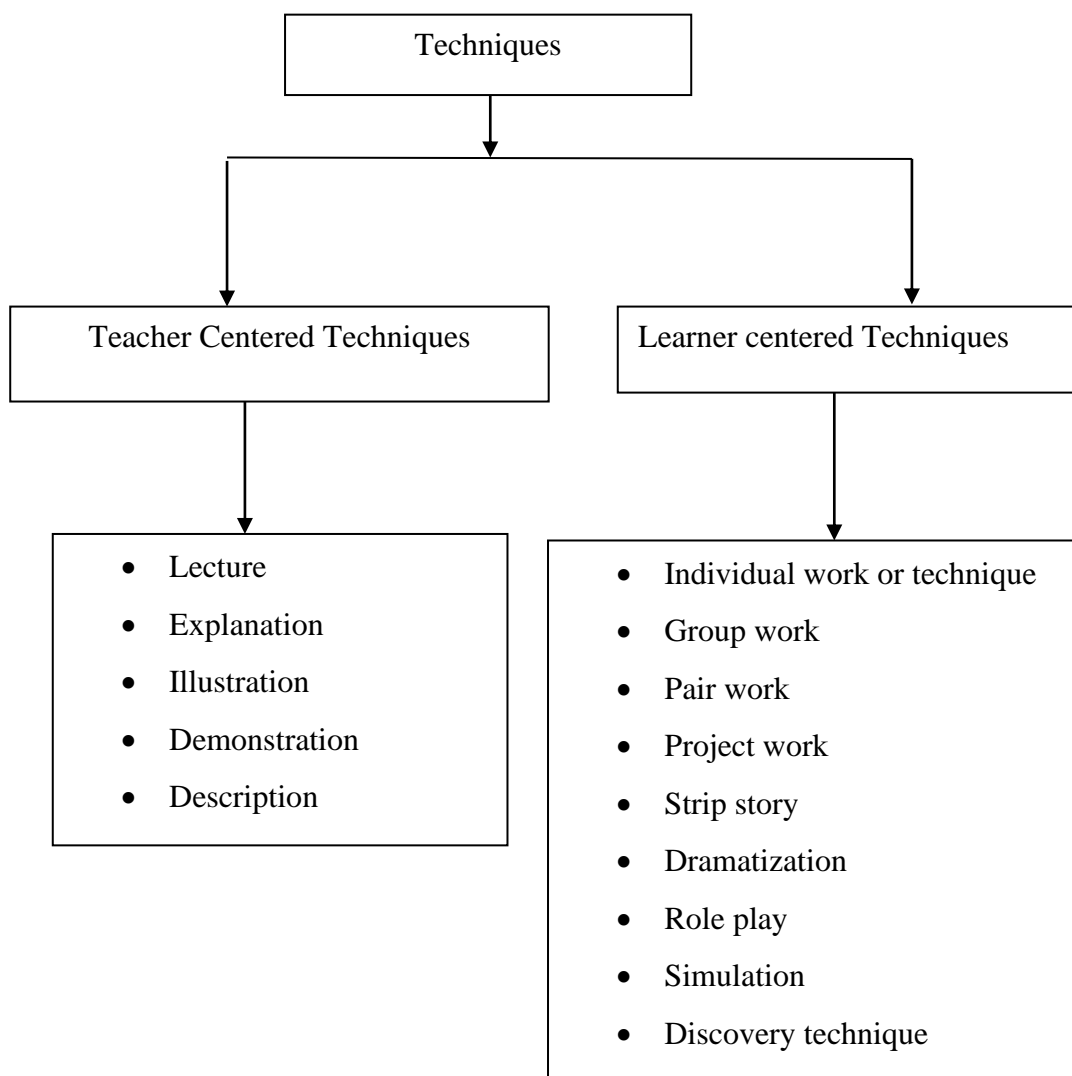 Techniques
Teacher Centered Techniques
Learner centered Techniques
• Lecture
• Explanation
• Illustration
• Demonstration
• Description
• Individual work or technique
• Group work
• Pair work
• Project work
• Strip story
• Dramatization
• Role play
• Simulation
• Discovery technique